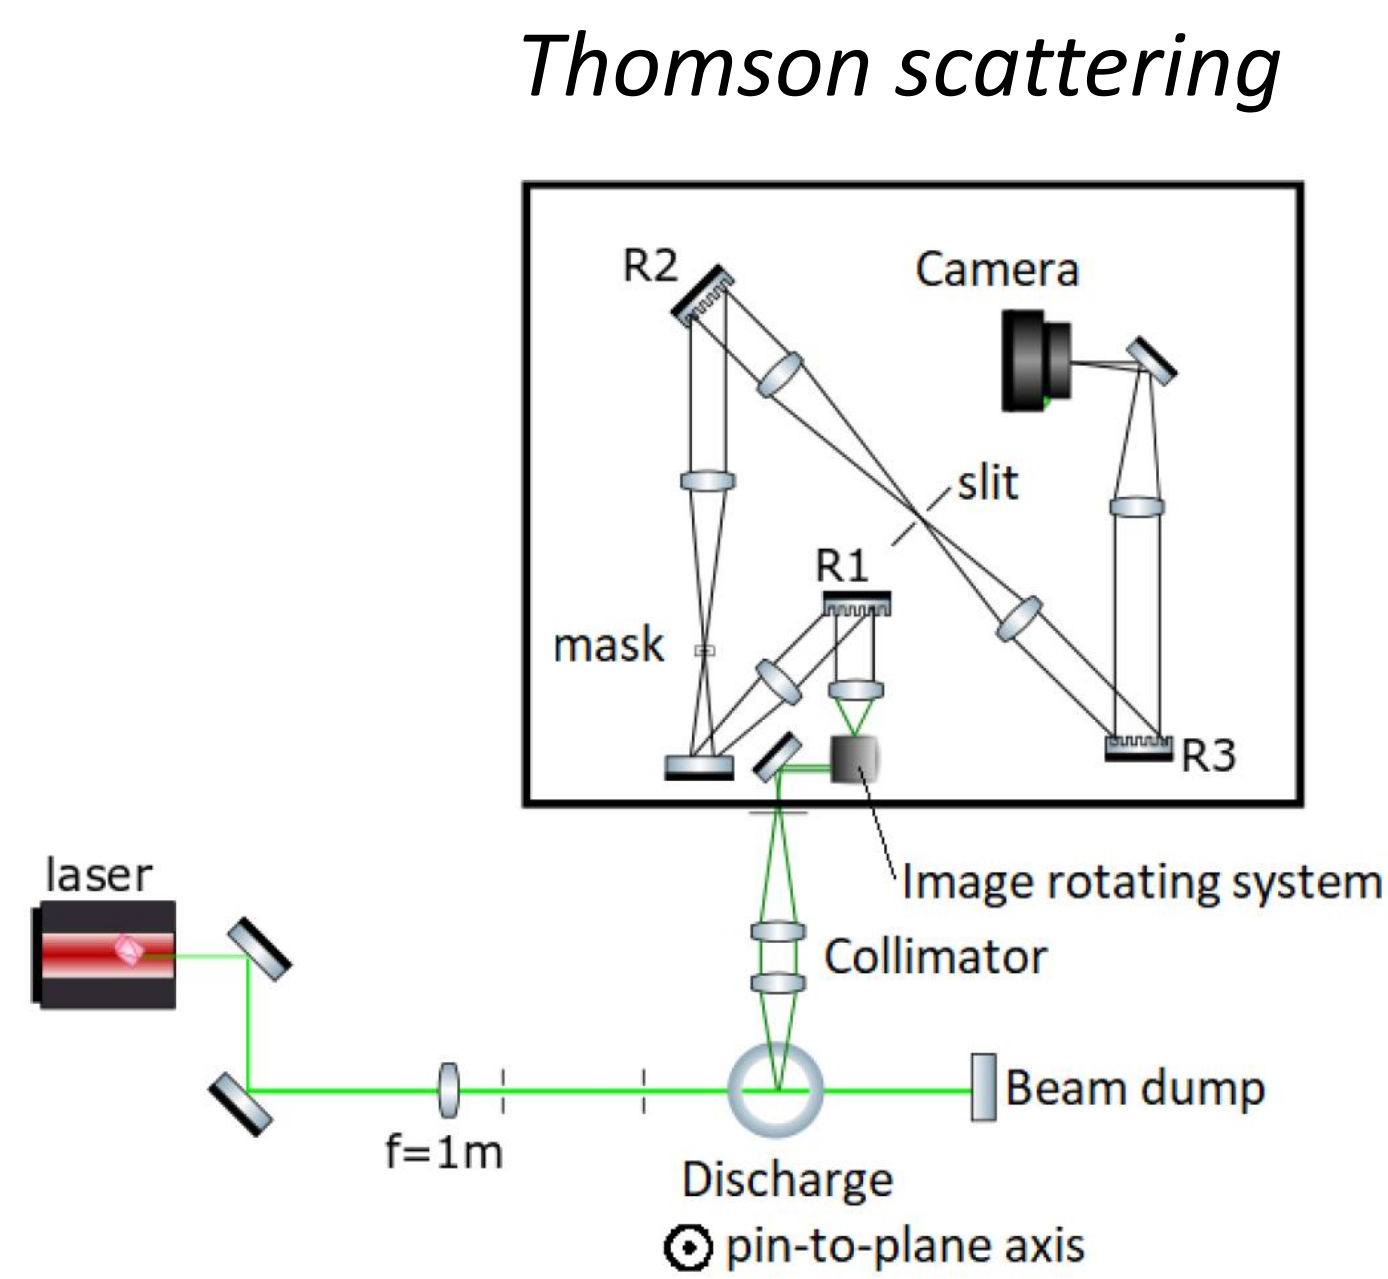 Thomson scattering
R2
Camera
slit
R1
mask
R3
laser
Image rotating system
Collimator
Beam dump
f=1m
Discharge
pin-to-plane axis